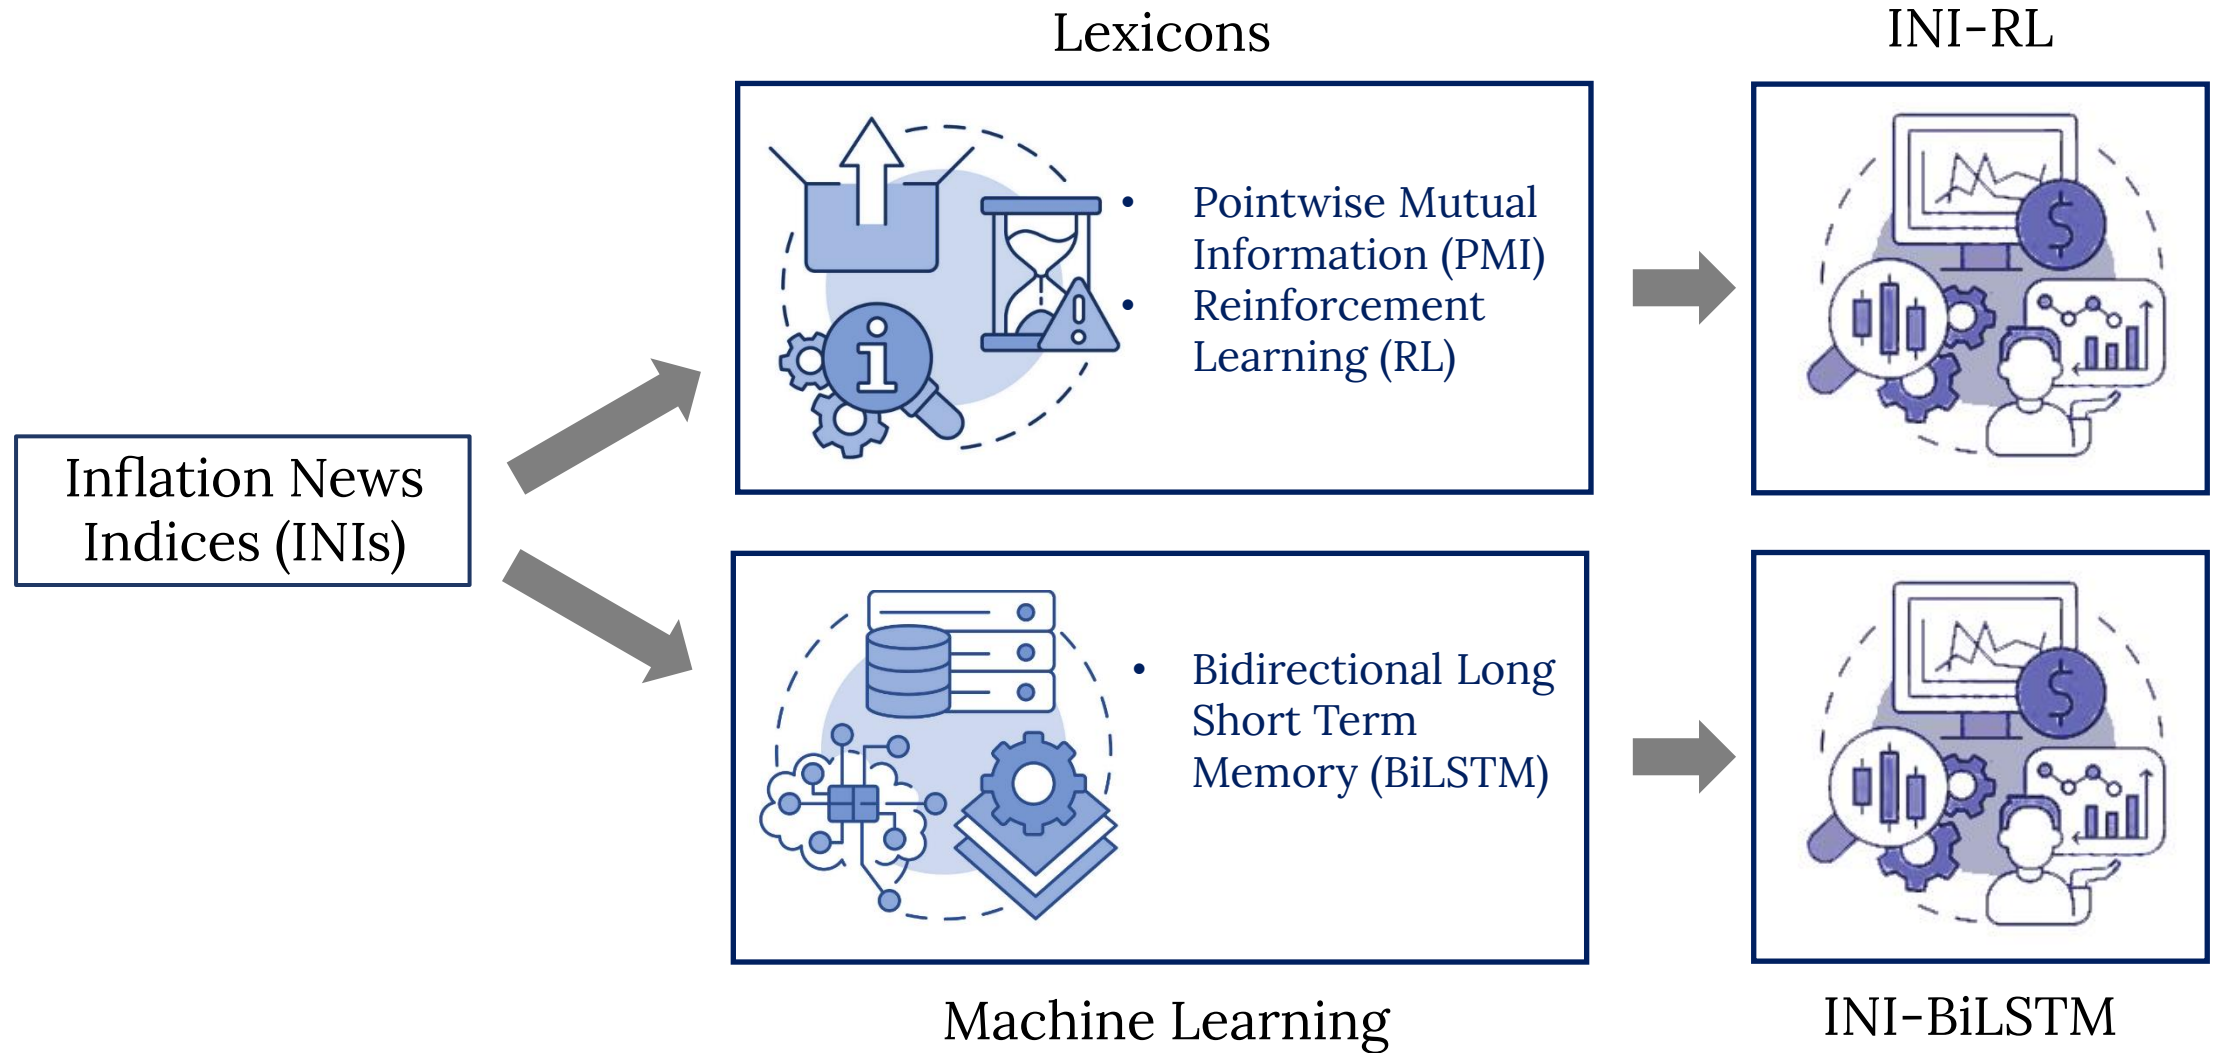 Lexicons
INI-RL
• Pointwise Mutual
Information (PMI)
• Reinforcement
Learning (RL)
Inflation News
Indices (INIs)
• Bidirectional Long
Short Term
Memory (BiLSTM)
Machine Learning
INI-BiLSTM